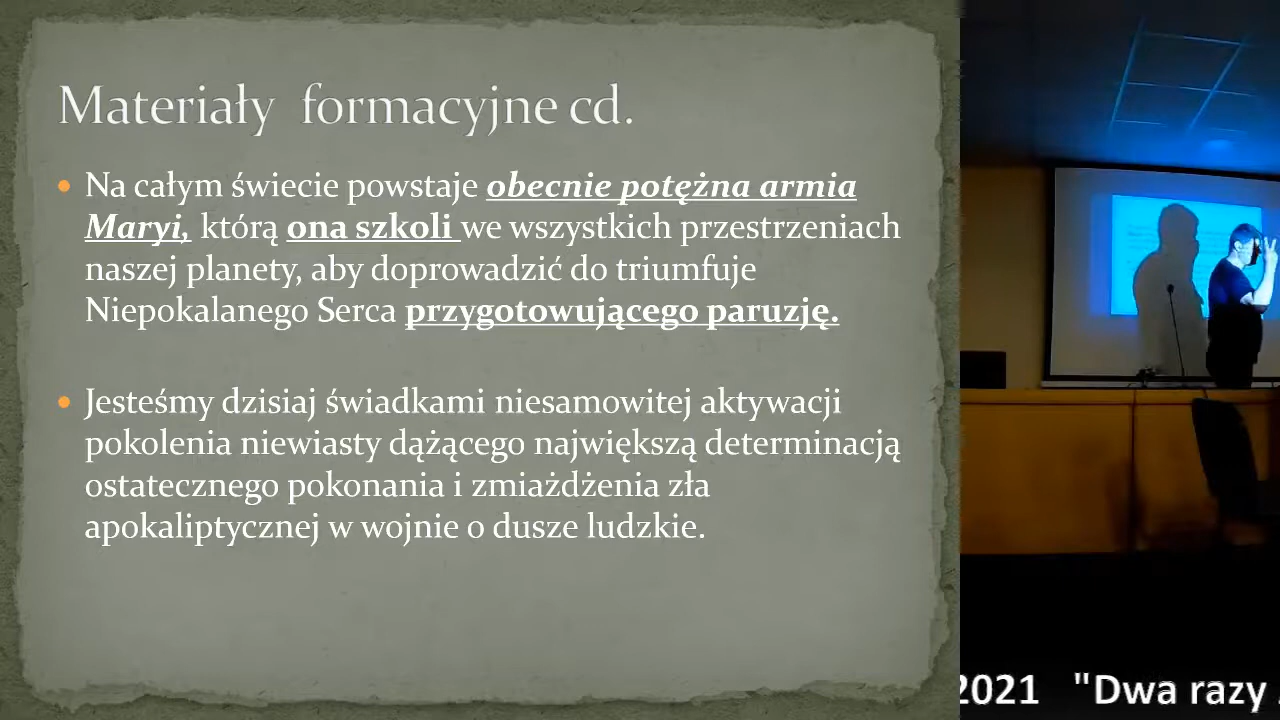 Materiały formacyjne cd.
• Na całym świecie powstaje obecnie potężna armia
Maryi, którą ona szkoli we wszystkich przestrzeniach
naszej planety, aby doprowadzić do triumfuje
Niepokalanego Serca przygotowującego paruzję.
• Jesteśmy dzisiaj świadkami niesamowitej aktywacji
pokolenia niewiasty dążącego największą determinacją
ostatecznego pokonania i zmiażdżenia zła
apokaliptycznej w wojnie o dusze ludzkie.
2021 "Dwa razy